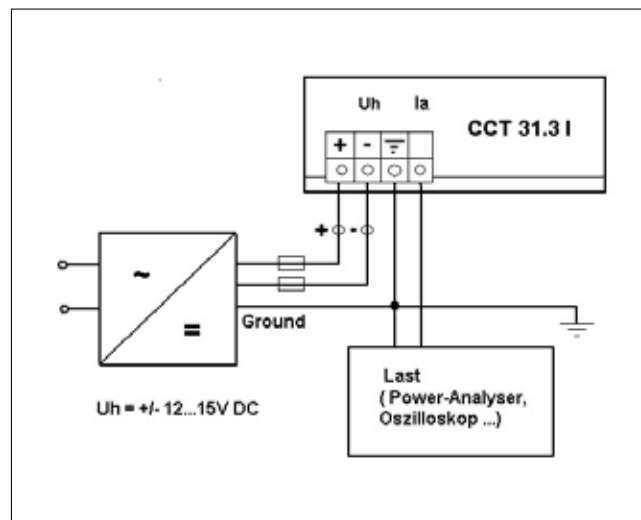 Uh Ia
CCT 31.3 I
+ -
+ -
~
=
Ground
Uh = +/- 12...15V DC
Last
( Power-Analyser,
Oszilloskop ...)